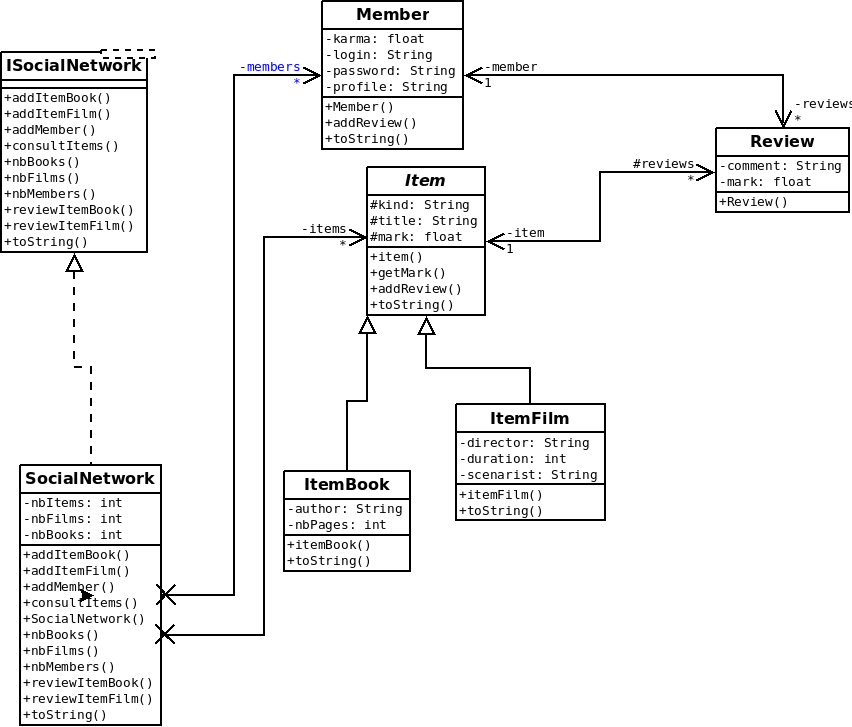 Member
-karma: float
-login: String
-password: String
-profile: String
+Member()
+addReview()
+toString()
ISocialNetwork
+addItemBook()
+addItemFilm()
+addMember()
+consultItems()
+nbBooks()
+nbFilms()
+nbMembers()
+reviewItemBook()
+reviewItemFilm()
+toString()
-members
*
-member
1
-reviews
*
Review
-comment: String
-mark: float
+Review()
#reviews
*
Item
#kind: String
#title: String
#mark: float
+item()
+getMark()
+addReview()
+toString()
-items
*
-item
1
ItemFilm
-director: String
-duration: int
-scenarist: String
+itemFilm()
+toString()
ItemBook
-author: String
-nbPages: int
+itemBook()
+toString()
SocialNetwork
-nbItems: int
-nbFilms: int
-nbBooks: int
+addItemBook()
+addItemFilm()
+addMember()
+consultItems()
+SocialNetwork()
+nbBooks()
+nbFilms()
+nbMembers()
+reviewItemBook()
+reviewItemFilm()
+toString()